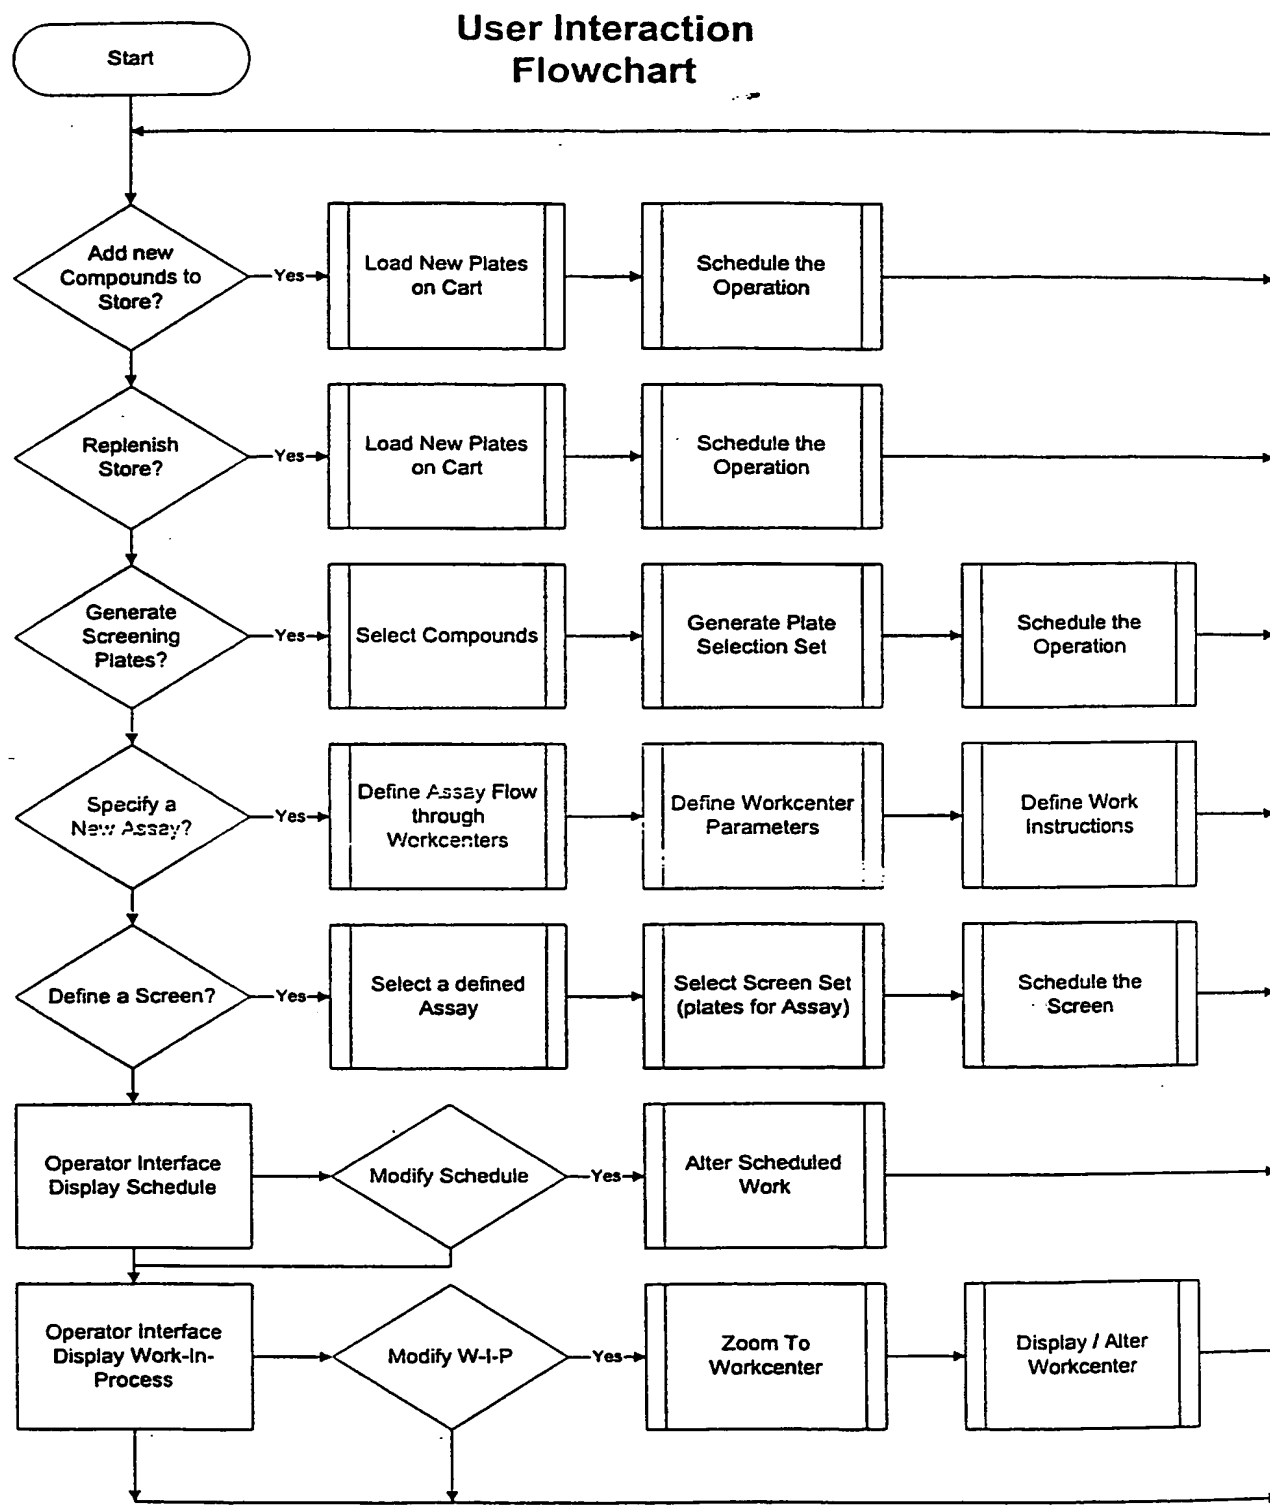 User Interaction
Flowchart
Start
Add new
Compounds to
Store?
Yes
Load New Plates
on Cart
Schedule the
Operation
Replenish
Store?
Yes
Load New Plates
on Cart
Schedule the
Operation
Generate
Screening
Plates?
Yes
Select Compounds
Generate Plate
Selection Set
Schedule the
Operation
Specify a
New Assay?
Yes
Define Assay Flow
through
Workcenters
Define Workcenter
Parameters
Define Work
Instructions
Define a Screen?
Yes
Select a defined
Assay
Select Screen Set
(plates for Assay)
Schedule the
Screen
Operator Interface
Display Schedule
Modify Schedule
Yes
Alter Scheduled
Work
Operator Interface
Display Work-In-
Process
Modify W-I-P
Yes
Zoom To
Workcenter
Display / Alter
Workcenter